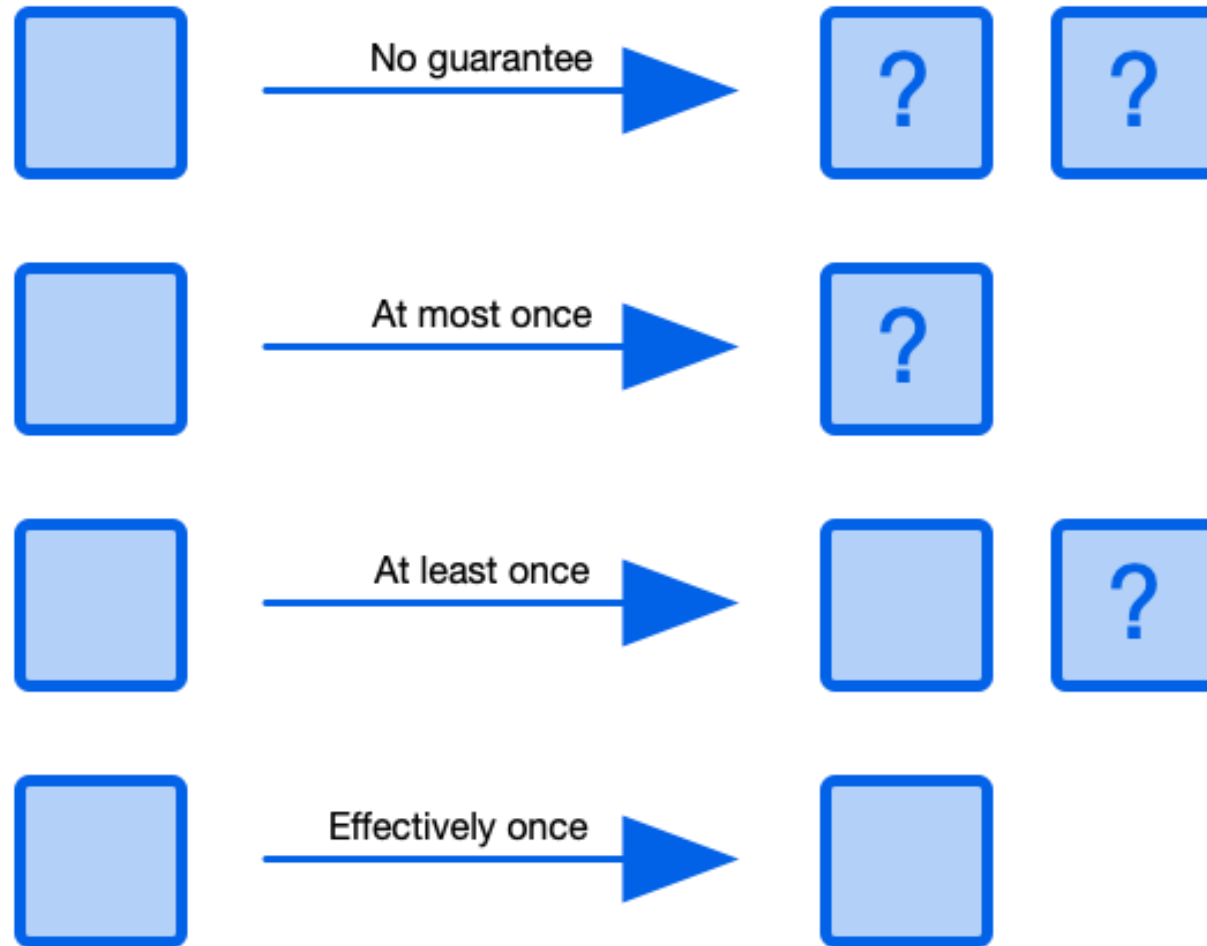 No guarantee
? ?
At most once
?
At least once
?
Effectively once